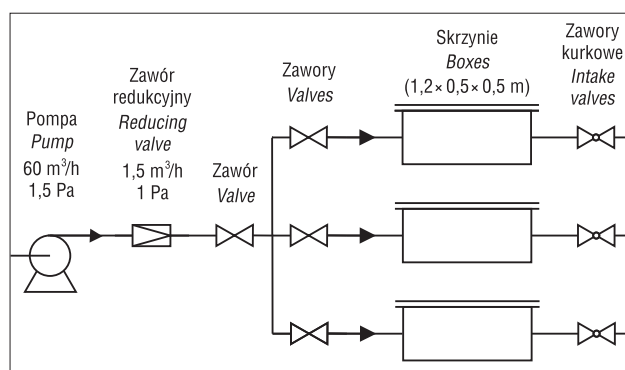 Pompa
Pump
60 m³/h
1,5 Pa
Zawór
redukcyjny
Reducing
valve
1,5 m³/h
1 Pa
Zawór
Valve
Zawory
Valves
Skrzynie
Boxes
(1,2× 0,5× 0,5 m)
Zawory
kurkowe
Intake
valves